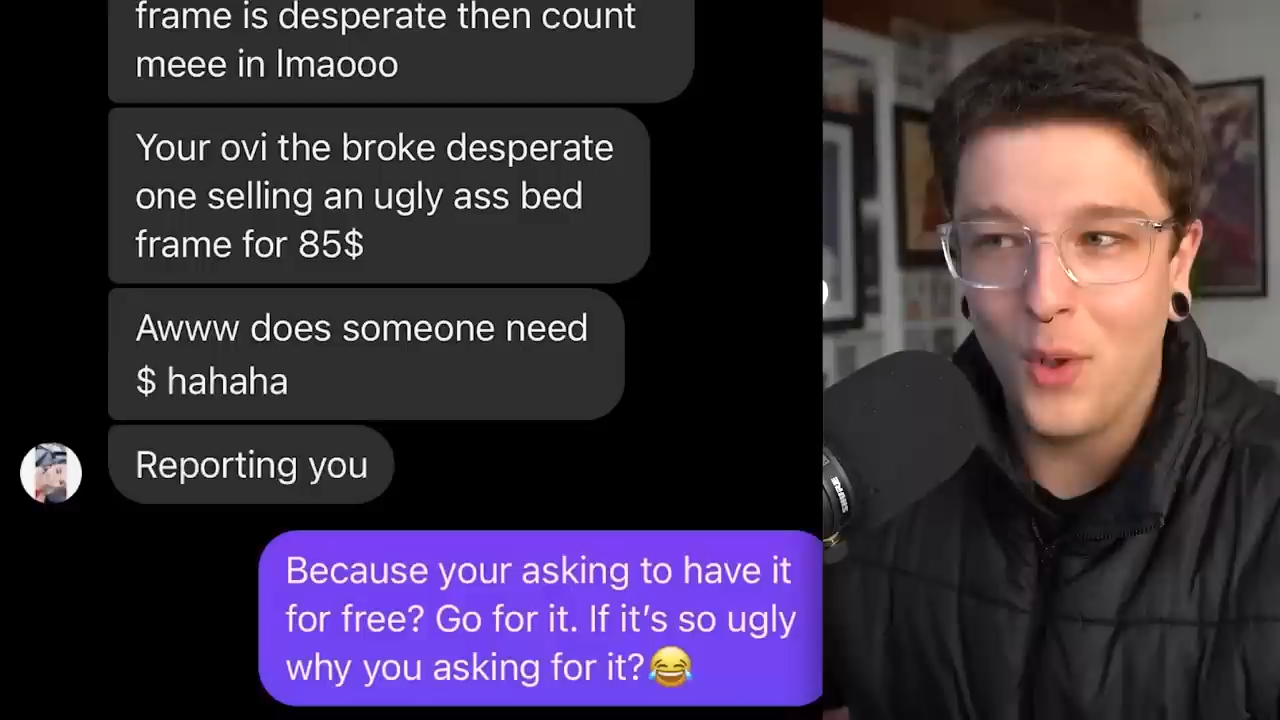 frame is desperate then count
meee in lmaooo
Your ovi the broke desperate
one selling an ugly ass bed
frame for 85$
Awww does someone need
$ hahaha
Reporting you
Because your asking to have it
for free? Go for it. If it's so ugly
why you asking for it?😂
SHURE